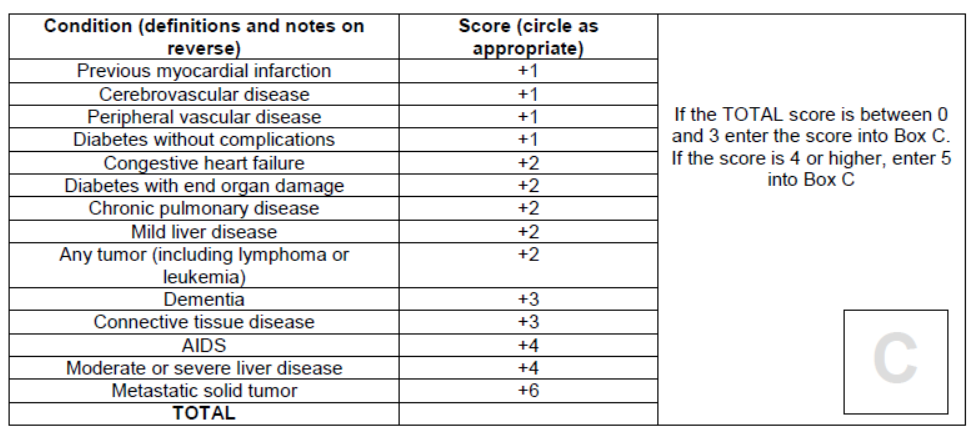 Condition (definitions and notes on
reverse)
Score (circle as
appropriate)
Previous myocardial infarction +1
Cerebrovascular disease +1
Peripheral vascular disease +1
Diabetes without complications +1
Congestive heart failure +2
Diabetes with end organ damage +2
Chronic pulmonary disease +2
Mild liver disease +2
Any tumor (including lymphoma or +2
leukemia)
Dementia +3
Connective tissue disease +3
AIDS +4
Moderate or severe liver disease +4
Metastatic solid tumor +6
TOTAL
If the TOTAL score is between 0
and 3 enter the score into Box C.
If the score is 4 or higher, enter 5
into Box C
C